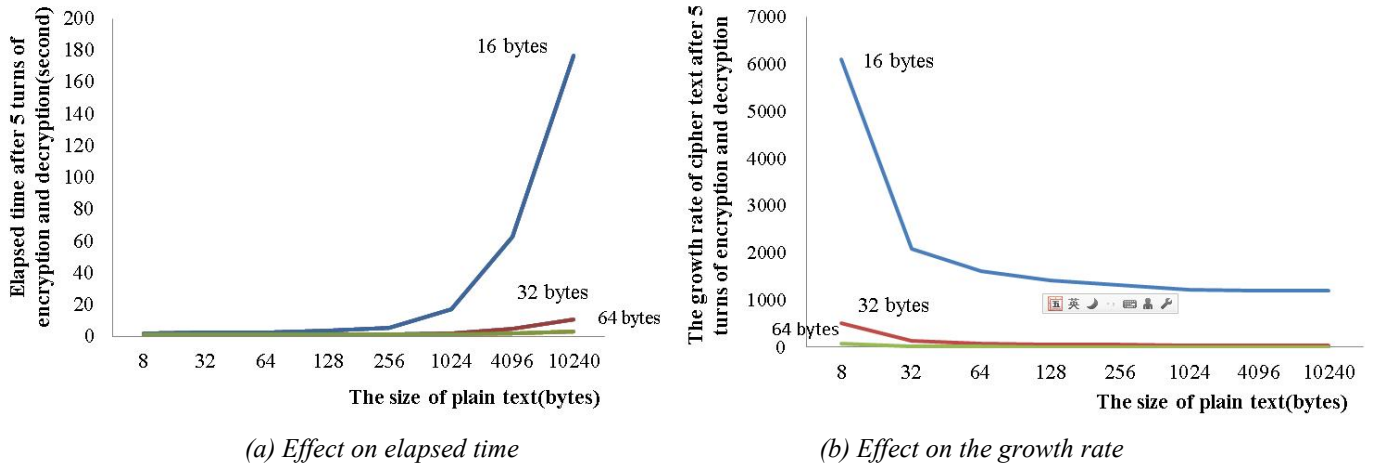 Elapsed time after 5 turns of
encryption and decryption(second)
200
180
160
140
120
100
80
60
40
20
0
16 bytes
32 bytes
64 bytes
8 32 64 128 256 1024 4096 10240
The size of plain text(bytes)
(a) Effect on elapsed time
The growth rate of cipher text after 5
turns of encryption and decryption
7000
6000
5000
4000
3000
2000
1000
0
16 bytes
32 bytes
64 bytes
五 英
8 32 64 128 256 1024 4096 10240
The size of plain text(bytes)
(b) Effect on the growth rate